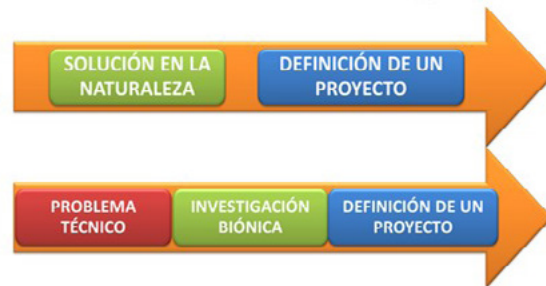 SOLUCIÓN EN LA
NATURALEZA
DEFINICIÓN DE UN
PROYECTO
PROBLEMA
TÉCNICO
INVESTIGACIÓN
BIÓNICA
DEFINICIÓN DE UN
PROYECTO